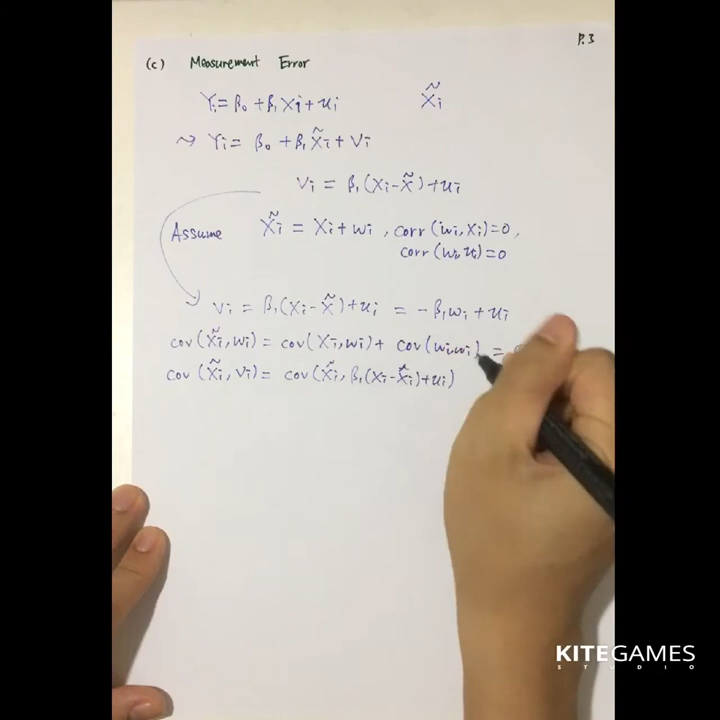 P.3
(c) Measurement Error
Yi = β0 + β1Xi + ui X̃i
⇝ Yi = β0 + β1X̃i + Vi
Vi = β1(Xi - X̃) + ui
Assume X̃i = Xi + wi , corr(wi, Xi) = 0,
corr(wi, ui) = 0
Vi = β1(Xi - X̃) + ui = -β1wi + ui
cov(X̃i, wi) = cov(Xi, wi) + cov(wi, wi) =
cov(X̃i, Vi) = cov(X̃i, β1(Xi - X̃i) + ui)
KITEGAMES
STUDIO